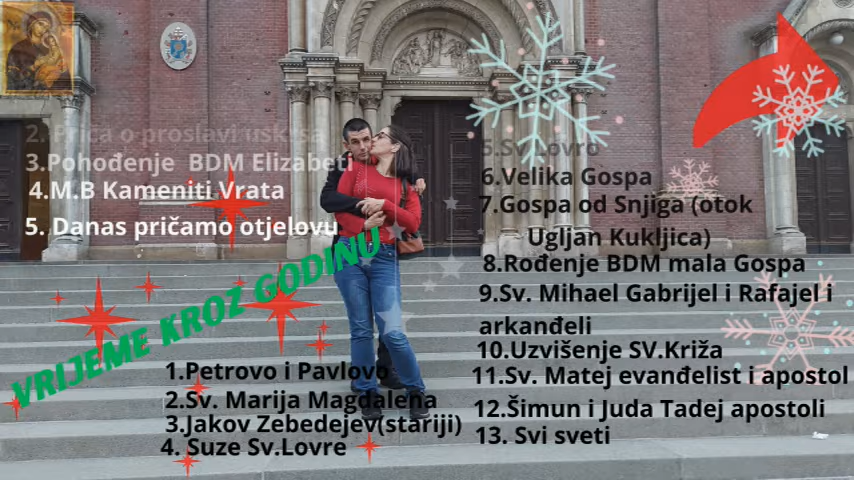 2. Priča o proslavi uskrsa
3.Pohođenje BDM Elizabeti
4.M.B Kameniti Vrata
5. Danas pričamo otjelovu
VRIJEME KROZ GODINU
1.Petrovo i Pavlovo
2.Sv. Marija Magdalena
3.Jakov Zebedejev(stariji)
4. Suze Sv.Lovre
5.Sv.Lovro
6.Velika Gospa
7.Gospa od Snjiga (otok
Ugljan Kukljica)
8.Rođenje BDM mala Gospa
9.Sv. Mihael Gabrijel i Rafajel i
arkanđeli
10.Uzvišenje SV.Križa
11.Sv. Matej evanđelist i apostol
12.Šimun i Juda Tadej apostoli
13. Svi sveti